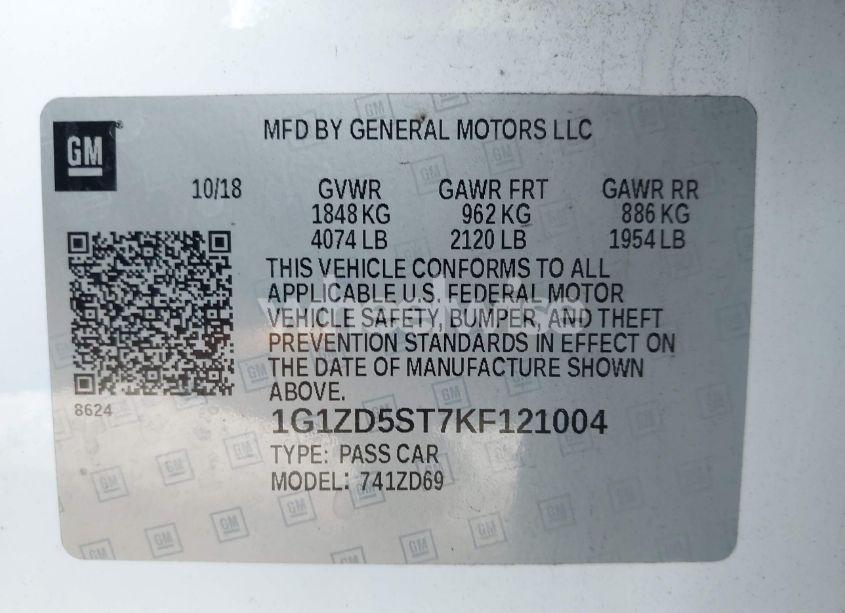 GM
MFD BY GENERAL MOTORS LLC
10/18 GVWR GAWR FRT GAWR RR
1848 KG 962 KG 886 KG
4074 LB 2120 LB 1954 LB
THIS VEHICLE CONFORMS TO ALL
APPLICABLE U.S. FEDERAL MOTOR
VEHICLE SAFETY, BUMPER, AND THEFT
PREVENTION STANDARDS IN EFFECT ON
THE DATE OF MANUFACTURE SHOWN
ABOVE.
8624
1G1ZD5ST7KF121004
TYPE: PASS CAR
MODEL: 741ZD69